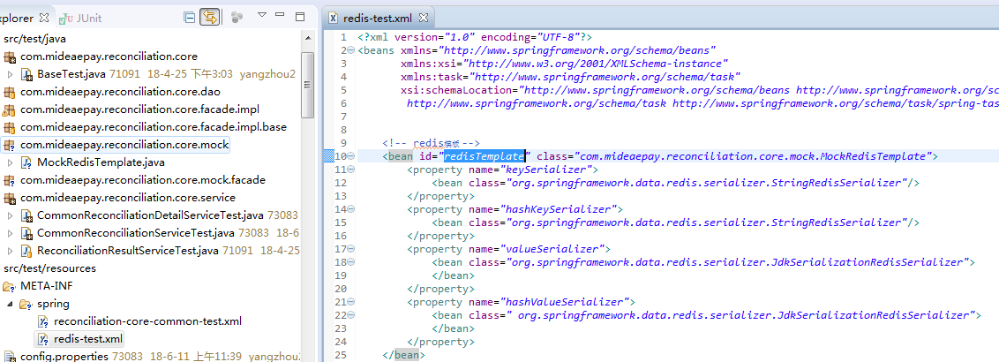 xplorer
JUnit
src/test/java
com.mideaepay.reconciliation.core
BaseTest.java 71091 18-4-25 下午3:03 yangzhou2
com.mideaepay.reconciliation.core.dao
com.mideaepay.reconciliation.core.facade.impl
com.mideaepay.reconciliation.core.facade.impl.base
com.mideaepay.reconciliation.core.mock
MockRedisTemplate.java
com.mideaepay.reconciliation.core.mock.facade
com.mideaepay.reconciliation.core.service
CommonReconciliationDetailServiceTest.java 73083
CommonReconciliationServiceTest.java 73083 18-6
ReconciliationResultServiceTest.java 71091 18-4-25
src/test/resources
META-INF
spring
reconciliation-core-common-test.xml
redis-test.xml
config.properties 73083 18-6-11 上午11:39 yangzhou2
redis-test.xml
1 <?xml version="1.0" encoding="UTF-8"?>
2 <beans xmlns="http://www.springframework.org/schema/beans"
3 xmlns:xsi="http://www.w3.org/2001/XMLSchema-instance"
4 xmlns:task="http://www.springframework.org/schema/task"
5 xsi:schemaLocation="http://www.springframework.org/schema/beans http://www.springframework.org/sc
6 http://www.springframework.org/schema/task http://www.springframework.org/schema/task/spring-tas
7
8
9 <!-- redis模板 -->
10 <bean id="redisTemplate" class="com.mideaepay.reconciliation.core.mock.MockRedisTemplate">
11 <property name="keySerializer">
12 <bean class="org.springframework.data.redis.serializer.StringRedisSerializer"/>
13 </property>
14 <property name="hashKeySerializer">
15 <bean class="org.springframework.data.redis.serializer.StringRedisSerializer"/>
16 </property>
17 <property name="valueSerializer">
18 <bean class="org.springframework.data.redis.serializer.JdkSerializationRedisSerializer">
19 </bean>
20 </property>
21 <property name="hashValueSerializer">
22 <bean class=" org.springframework.data.redis.serializer.JdkSerializationRedisSerializer">
23 </bean>
24 </property>
25 </bean>